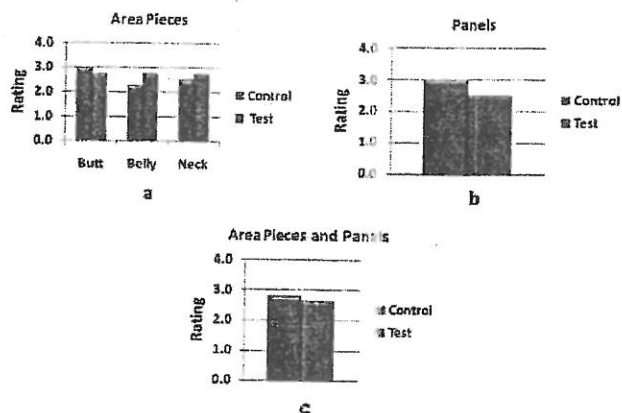 Area Pieces
4.0
3.0
2.0
1.0
0.0
Rating
Butt Belly Neck
Control
Test
a
Panels
4.0
3.0
2.0
1.0
0.0
Rating
Control
Test
b
Area Pieces and Panels
4.0
3.0
2.0
1.0
0.0
Rating
Control
Test
c